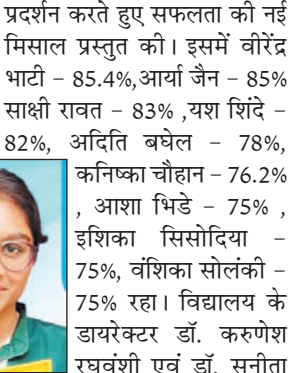 प्रदर्शन करते हुए सफलता की नई
मिसाल प्रस्तुत की। इसमें वीरेंद्र
भाटी – 85.4%,आर्या जैन – 85%
साक्षी रावत – 83% ,यश शिंदे –
82%, अदिति बघेल – 78%,
कनिष्का चौहान – 76.2%
, आशा भिडे – 75% ,
इशिका सिसोदिया –
75%, वंशिका सोलंकी –
75% रहा। विद्यालय के
डायरेक्टर डॉ. करुणेश
रघुवंशी एवं डॉ. सुनीता